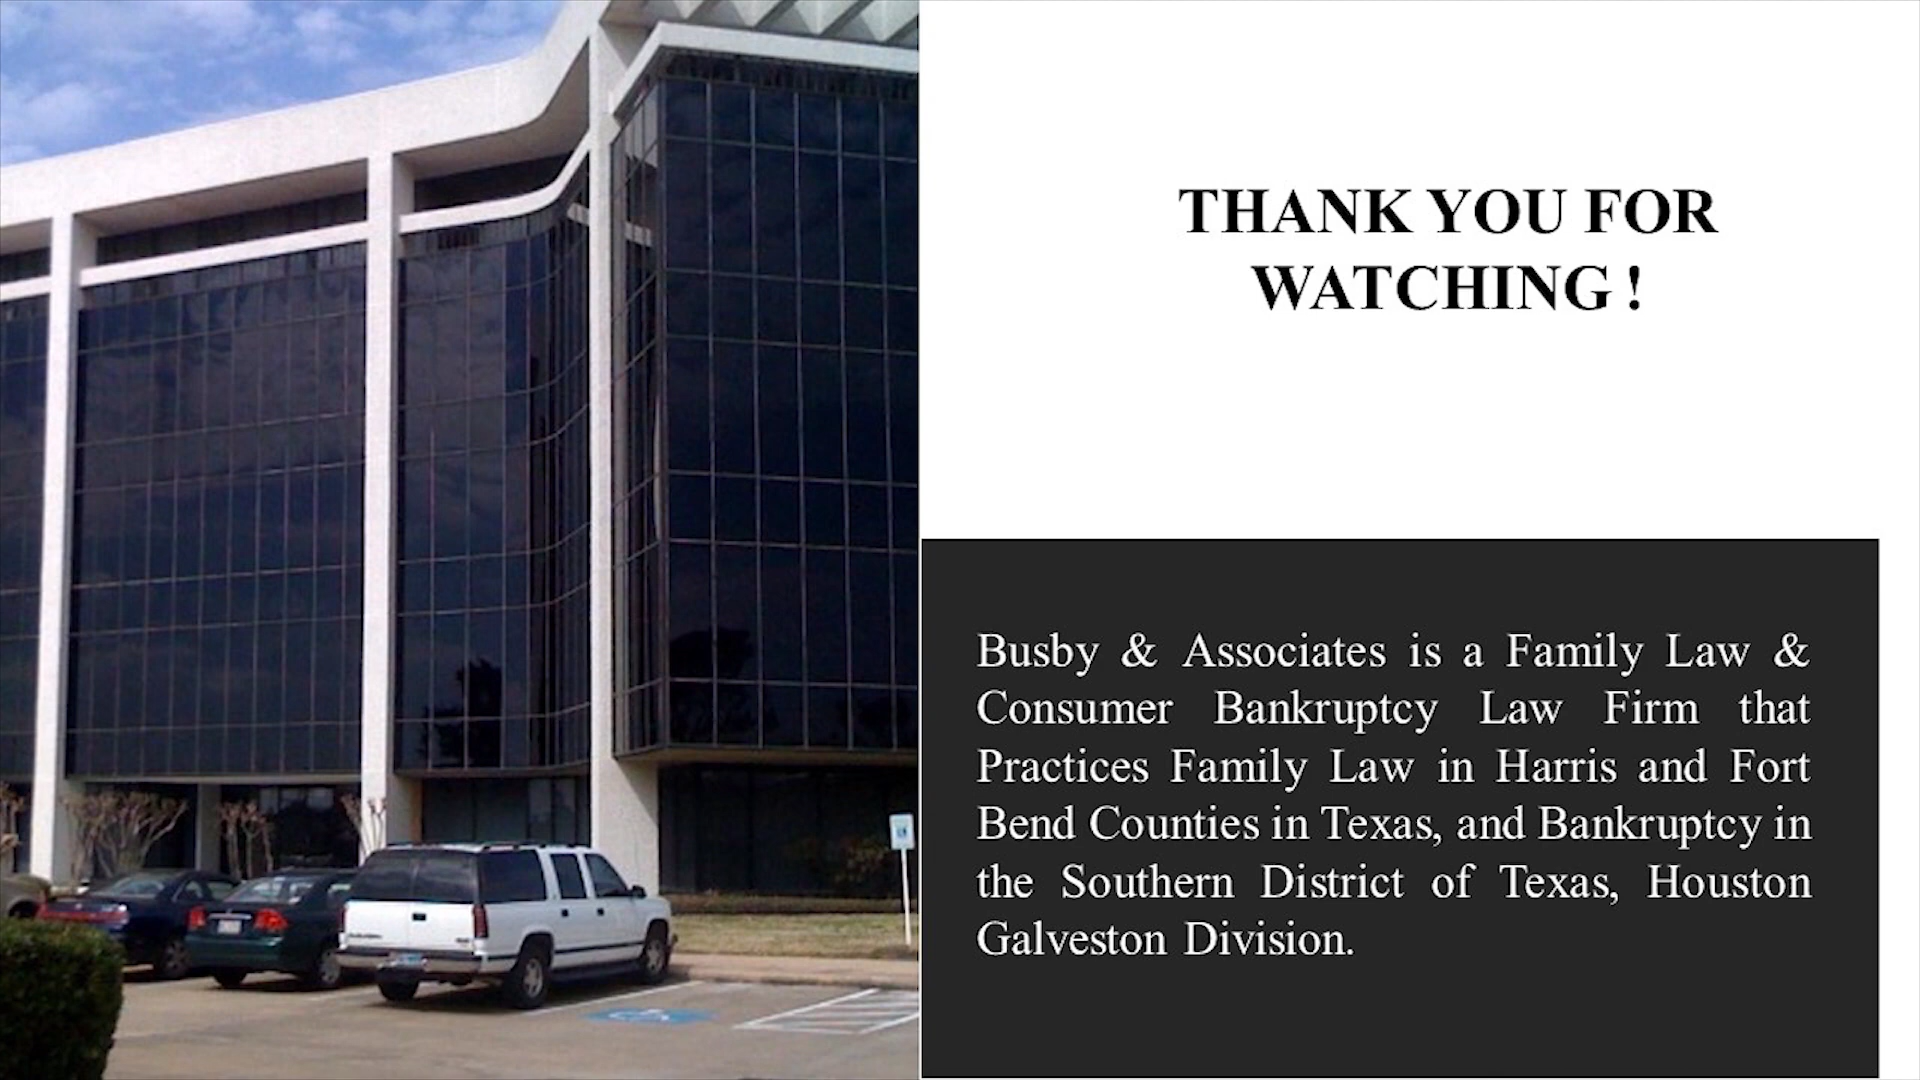 THANK YOU FOR
WATCHING !
Busby & Associates is a Family Law &
Consumer Bankruptcy Law Firm that
Practices Family Law in Harris and Fort
Bend Counties in Texas, and Bankruptcy in
the Southern District of Texas, Houston
Galveston Division.